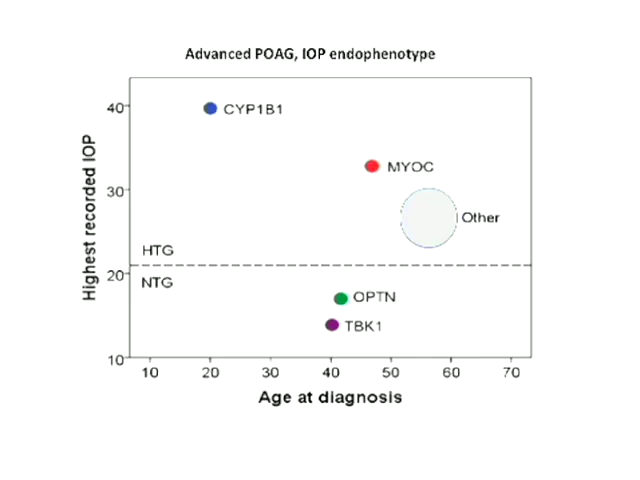 Advanced POAG, IOP endophenotype
Highest recorded IOP
40
CYP1B1
MYOC
30
Other
HTG
20
NTG
OPTN
TBK1
10
10 20 30 40 50 60 70
Age at diagnosis